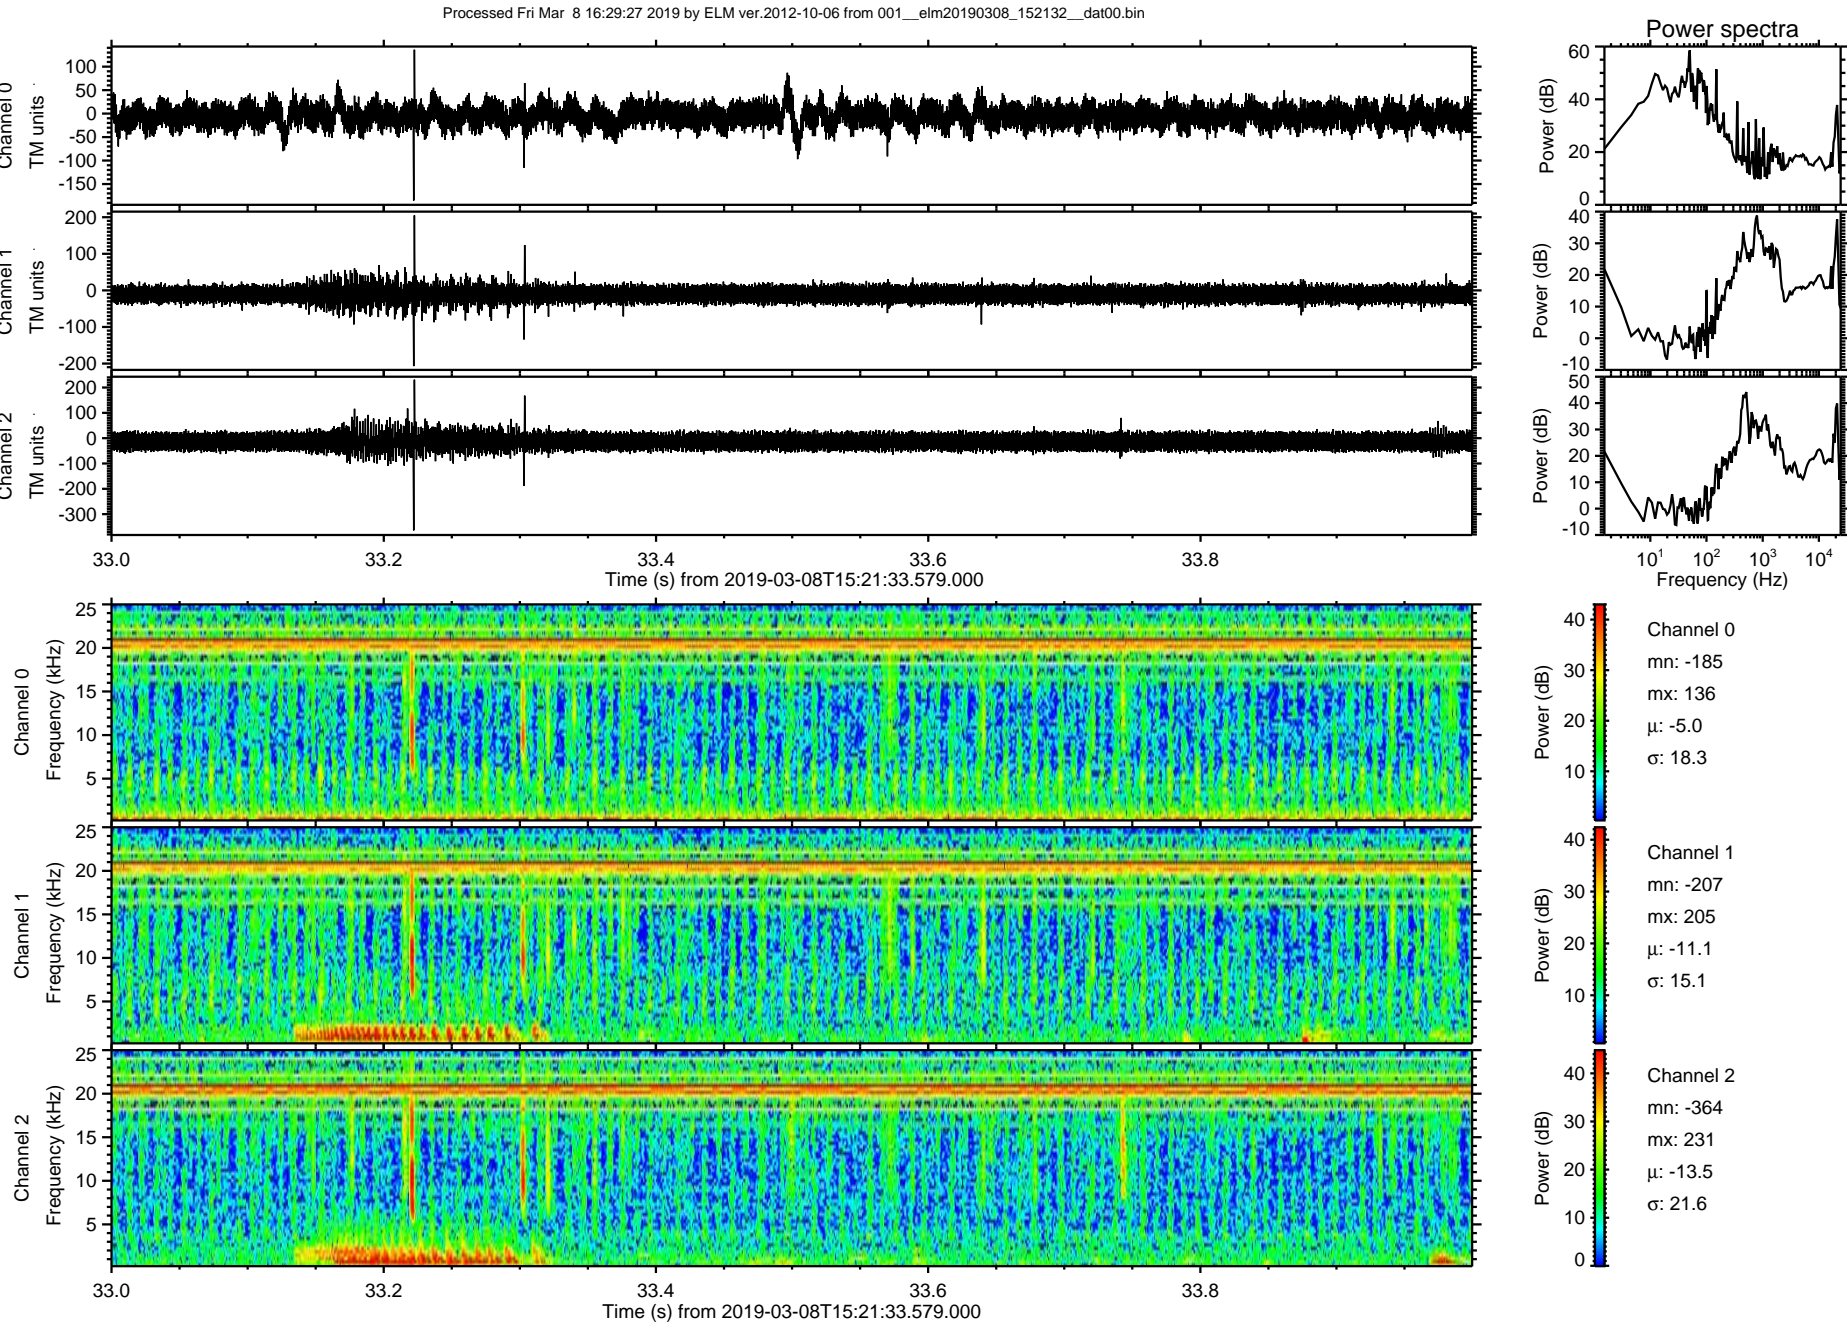 Processed Fri Mar 8 16:29:27 2019 by ELM ver.2012-10-06 from 001__elm20190308_152132__dat00.bin
Power spectra
Channel 0
TM units
100
50
0
-50
-100
-150
Power (dB)
60
40
20
0
Channel 1
TM units
200
100
0
-100
-200
Power (dB)
40
30
20
10
0
-10
Channel 2
TM units
200
100
0
-100
-200
-300
Power (dB)
50
40
30
20
10
0
-10
33.0 33.2 33.4 33.6 33.8
Time (s) from 2019-03-08T15:21:33.579.000
10¹ 10² 10³ 10⁴
Frequency (Hz)
Channel 0
Frequency (kHz)
25
20
15
10
5
Power (dB)
40
30
20
10
Channel 0
mn: -185
mx: 136
μ: -5.0
σ: 18.3
Channel 1
Frequency (kHz)
25
20
15
10
5
Power (dB)
40
30
20
10
Channel 1
mn: -207
mx: 205
μ: -11.1
σ: 15.1
Channel 2
Frequency (kHz)
25
20
15
10
5
Power (dB)
40
30
20
10
0
Channel 2
mn: -364
mx: 231
μ: -13.5
σ: 21.6
33.0 33.2 33.4 33.6 33.8
Time (s) from 2019-03-08T15:21:33.579.000